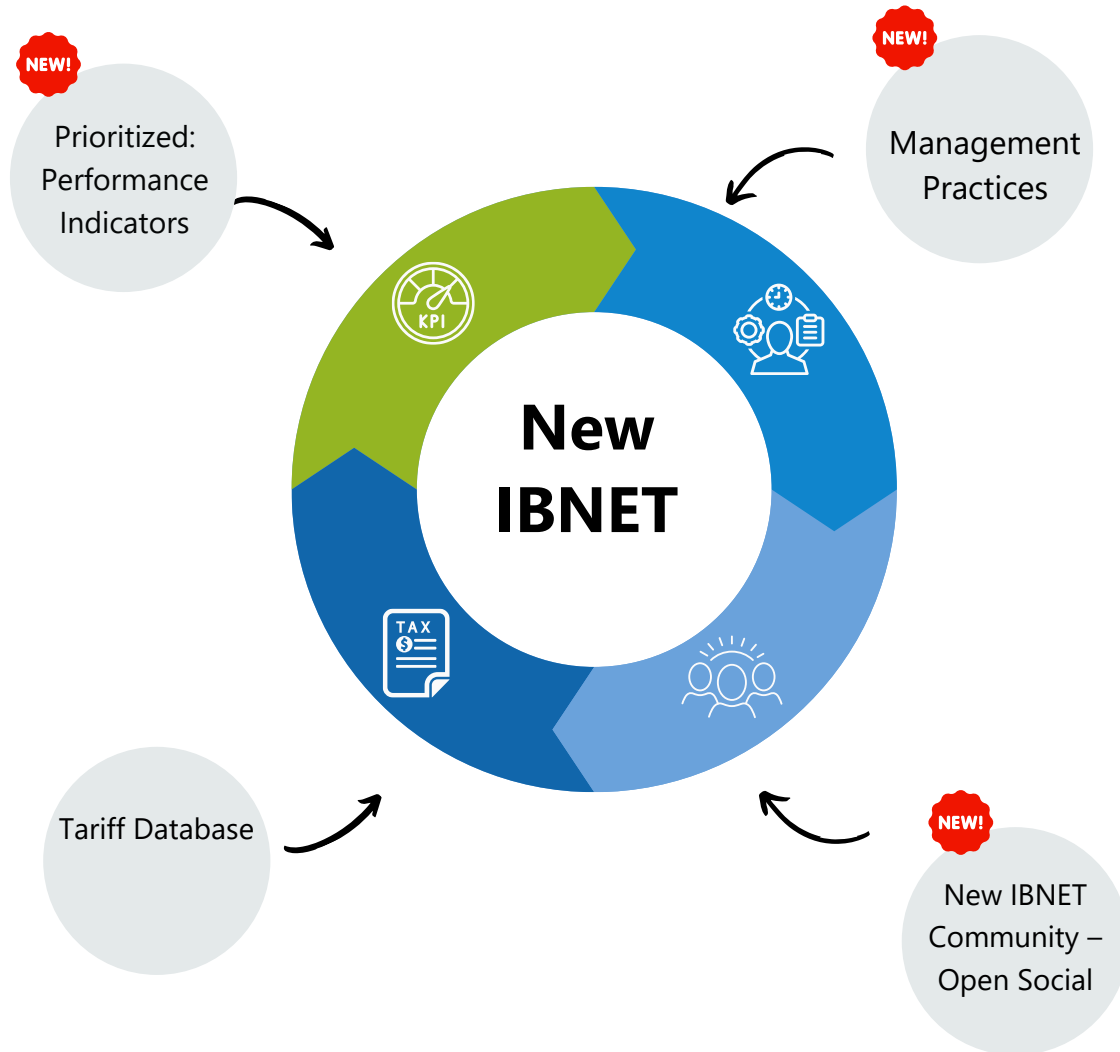 NEW!
Prioritized:
Performance
Indicators
NEW!
Management
Practices
KPI
New
IBNET
TAX
$
Tariff Database
NEW!
New IBNET
Community –
Open Social